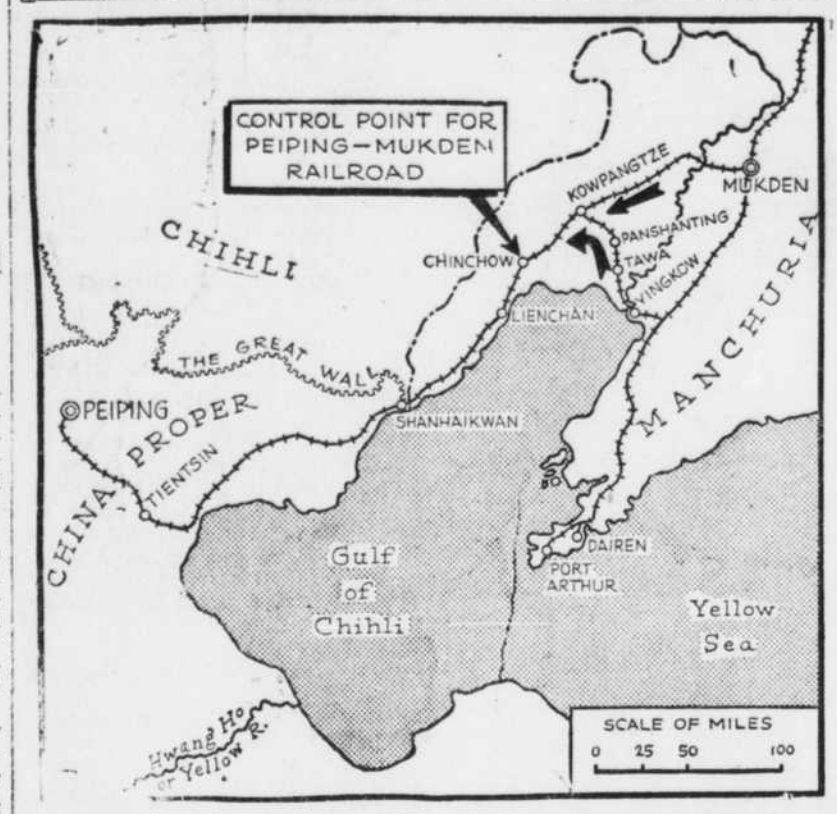 CONTROL POINT FOR
PEIPING—MUKDEN
RAILROAD
KOWPANGTZE
MUKDEN
PANSHANTING
TAWA
YINGKOW
CHIHLI
CHINCHOW
LIENCHAN
MANCHURIA
THE GREAT WALL
PEIPING
SHANHAIKWAN
CHINA PROPER
TIENTSIN
DAIREN
PORT
ARTHUR
Gulf
of
Chihli
Yellow
Sea
Hwang Ho
or Yellow R.
SCALE OF MILES
0 25 50 100